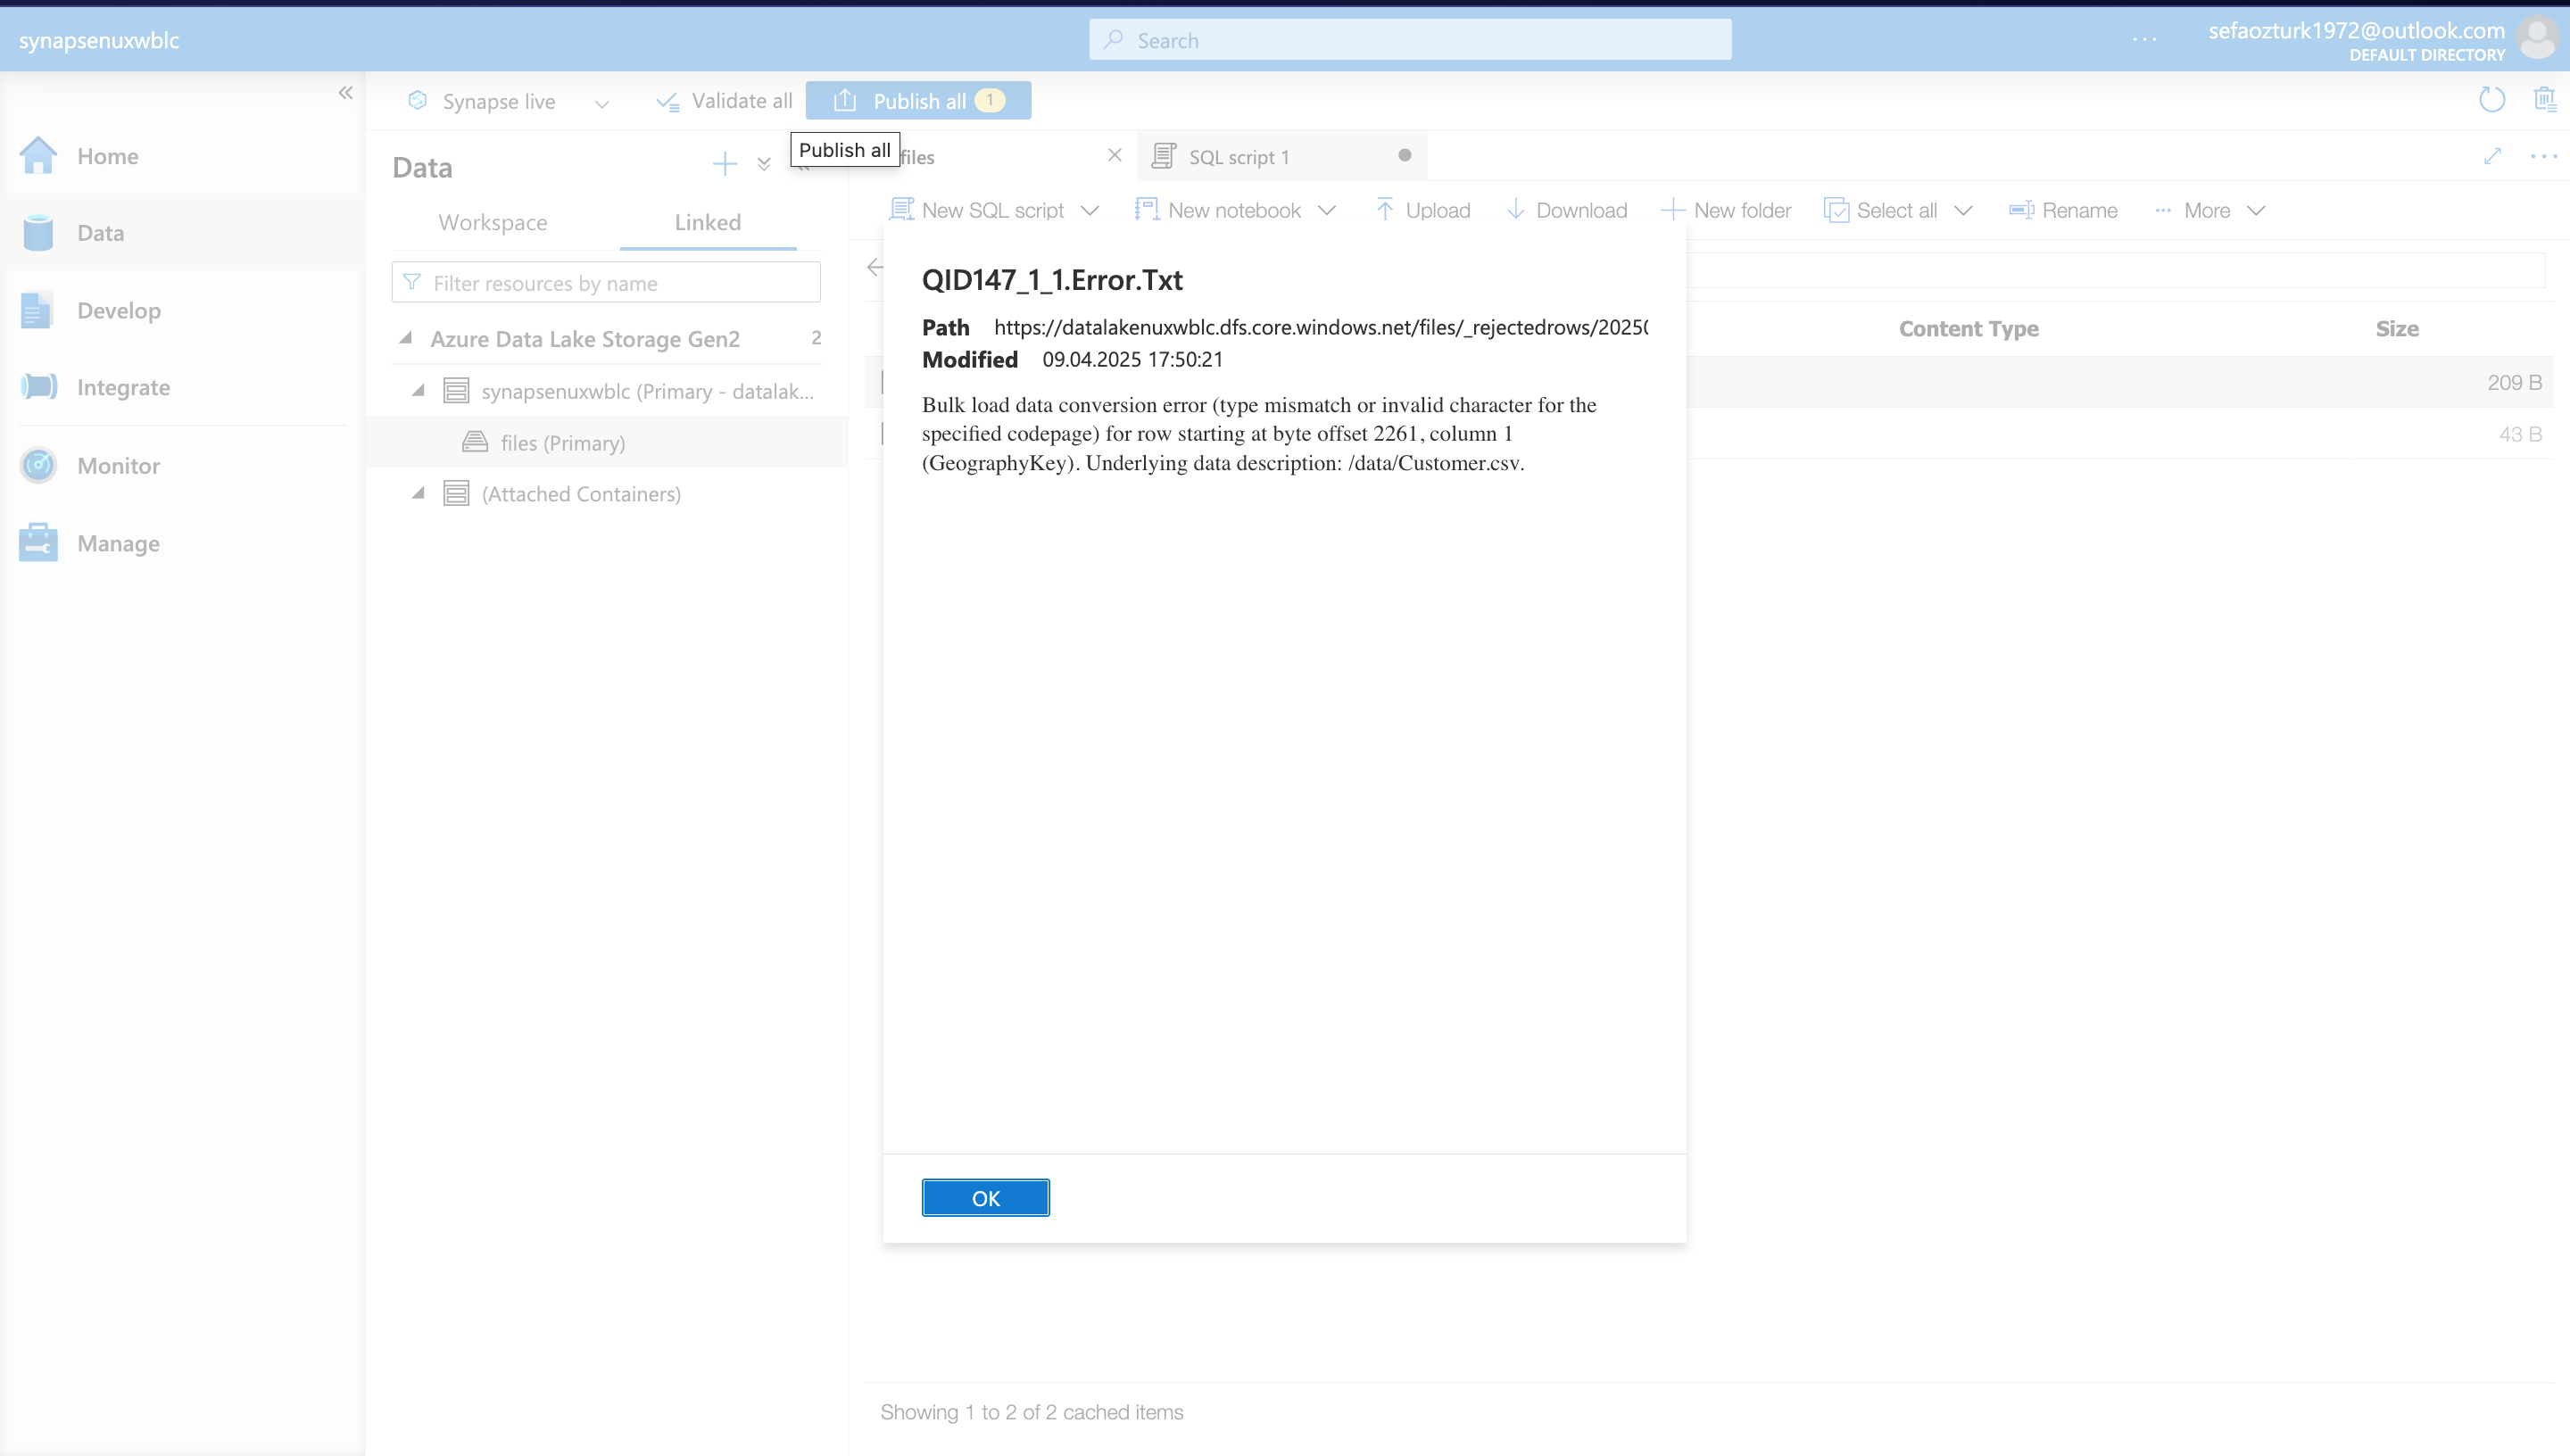 synapsenuxwblc
Search
sefaozturk1972@outlook.com
DEFAULT DIRECTORY
Synapse live
Validate all
Publish all 1
Publish all
Home
Data
Develop
Integrate
Monitor
Manage
Data
Workspace
Linked
Filter resources by name
Azure Data Lake Storage Gen2 2
synapsenuxwblc (Primary - datalak...
files (Primary)
(Attached Containers)
files
SQL script 1
New SQL script
New notebook
Upload
Download
New folder
Select all
Rename
More
Content Type
Size
209 B
43 B
QID147_1_1.Error.Txt
Path https://datalakenuxwblc.dfs.core.windows.net/files/_rejectedrows/2025
Modified 09.04.2025 17:50:21
Bulk load data conversion error (type mismatch or invalid character for the
specified codepage) for row starting at byte offset 2261, column 1
(GeographyKey). Underlying data description: /data/Customer.csv.
OK
Showing 1 to 2 of 2 cached items